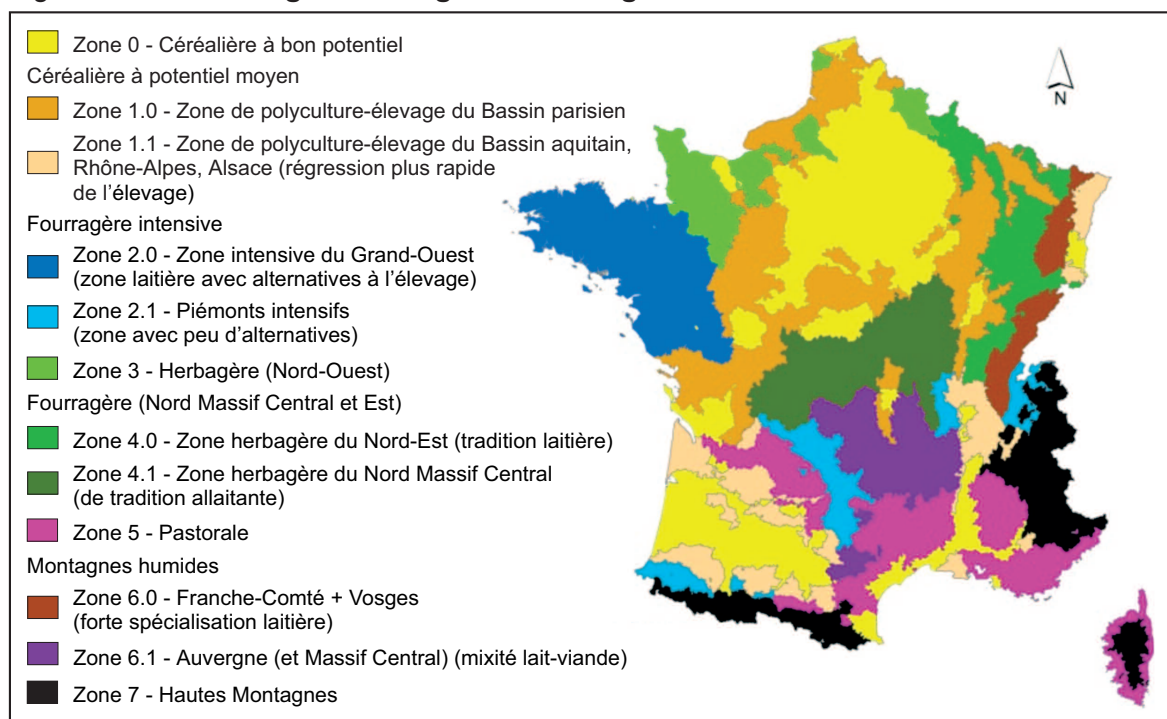 Zone 0 - Céréalière à bon potentiel
Céréalière à potentiel moyen
Zone 1.0 - Zone de polyculture-élevage du Bassin parisien
Zone 1.1 - Zone de polyculture-élevage du Bassin aquitain,
Rhône-Alpes, Alsace (régression plus rapide
de l'élevage)
Fourragère intensive
Zone 2.0 - Zone intensive du Grand-Ouest
(zone laitière avec alternatives à l'élevage)
Zone 2.1 - Piémonts intensifs
(zone avec peu d'alternatives)
Zone 3 - Herbagère (Nord-Ouest)
Fourragère (Nord Massif Central et Est)
Zone 4.0 - Zone herbagère du Nord-Est (tradition laitière)
Zone 4.1 - Zone herbagère du Nord Massif Central
(de tradition allaitante)
Zone 5 - Pastorale
Montagnes humides
Zone 6.0 - Franche-Comté + Vosges
(forte spécialisation laitière)
Zone 6.1 - Auvergne (et Massif Central) (mixité lait-viande)
Zone 7 - Hautes Montagnes
N